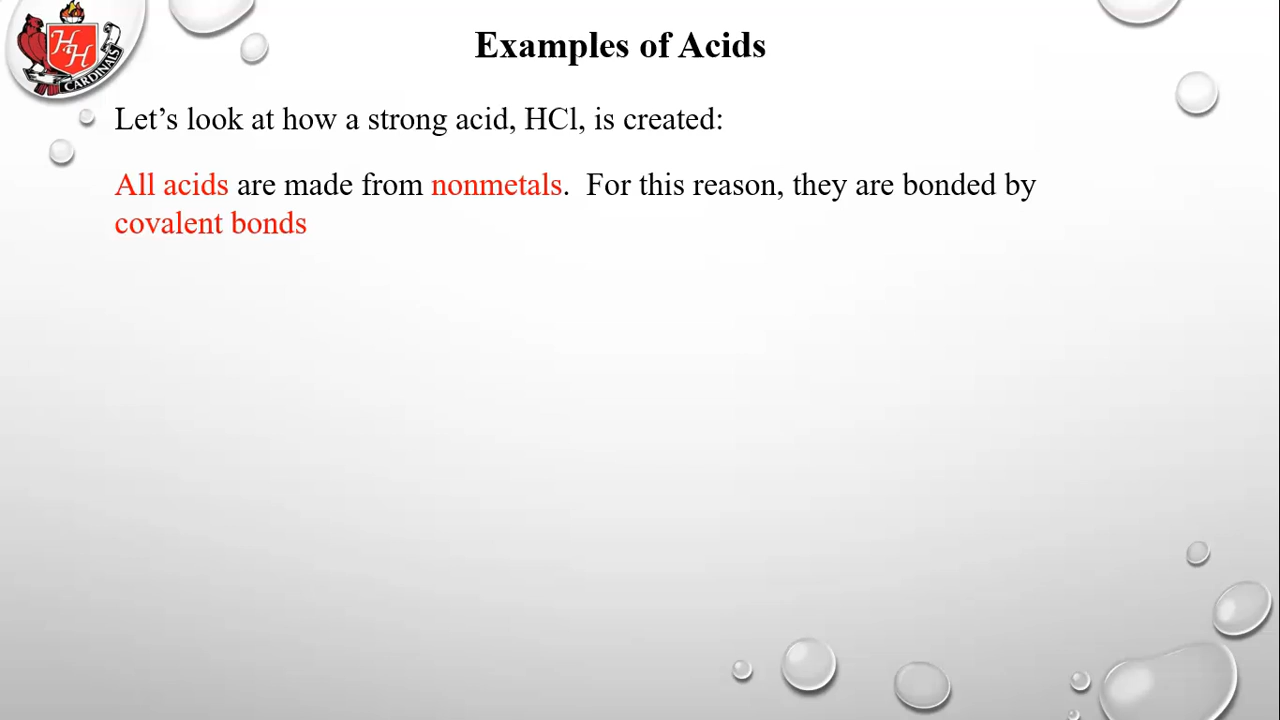 H
H
CARDINALS
Examples of Acids
Let’s look at how a strong acid, HCl, is created:
All acids are made from nonmetals.  For this reason, they are bonded by
covalent bonds